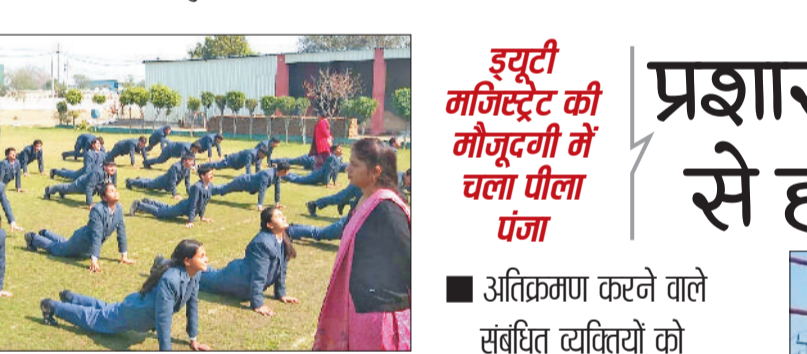 ड्यूटी
मजिस्ट्रेट की
मौजूदगी में
चला पीला
पंजा
से
■ अतिक्रमण करने वाले
संबंधित व्यक्तियों को